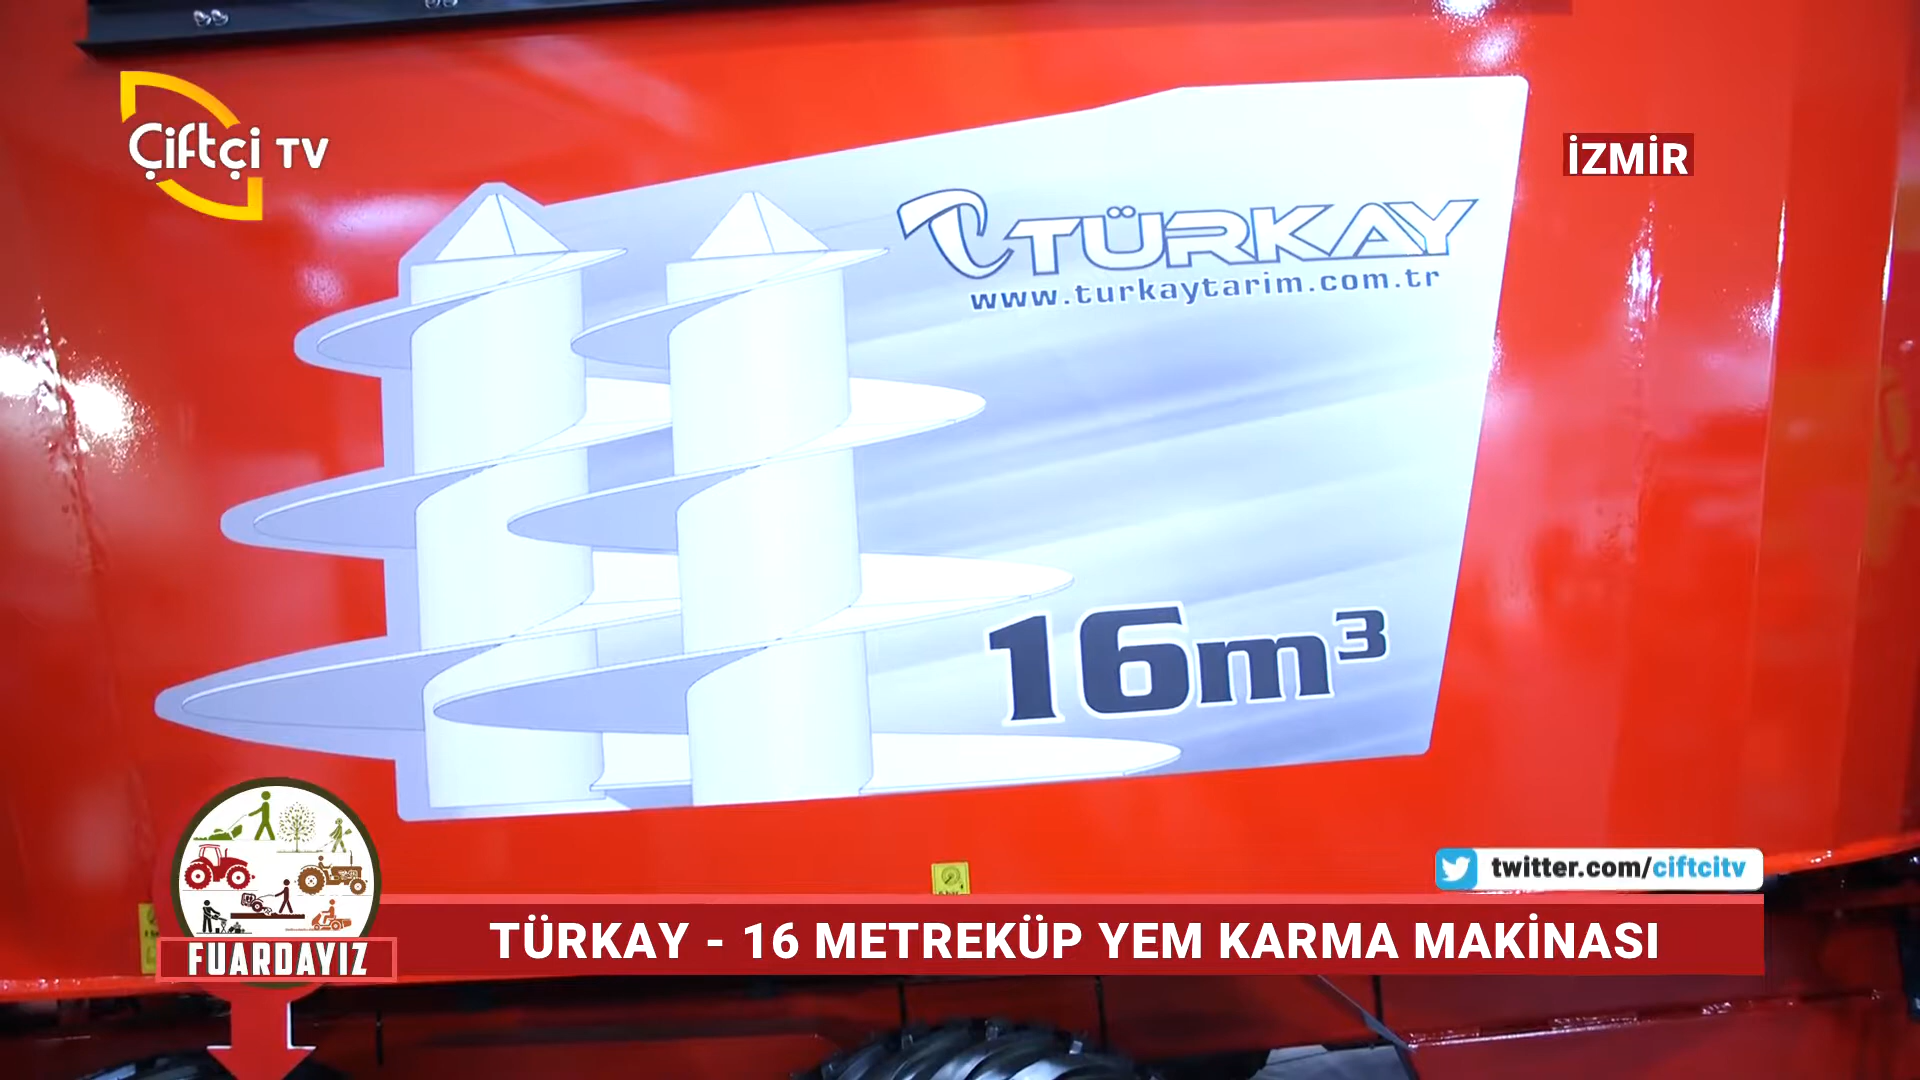 Çiftçi TV
İZMİR
TÜRKAY
www.turkaytarim.com.tr
16m³
twitter.com/ciftcitv
TÜRKAY - 16 METREKÜP YEM KARMA MAKİNASI
FUARDAYIZ